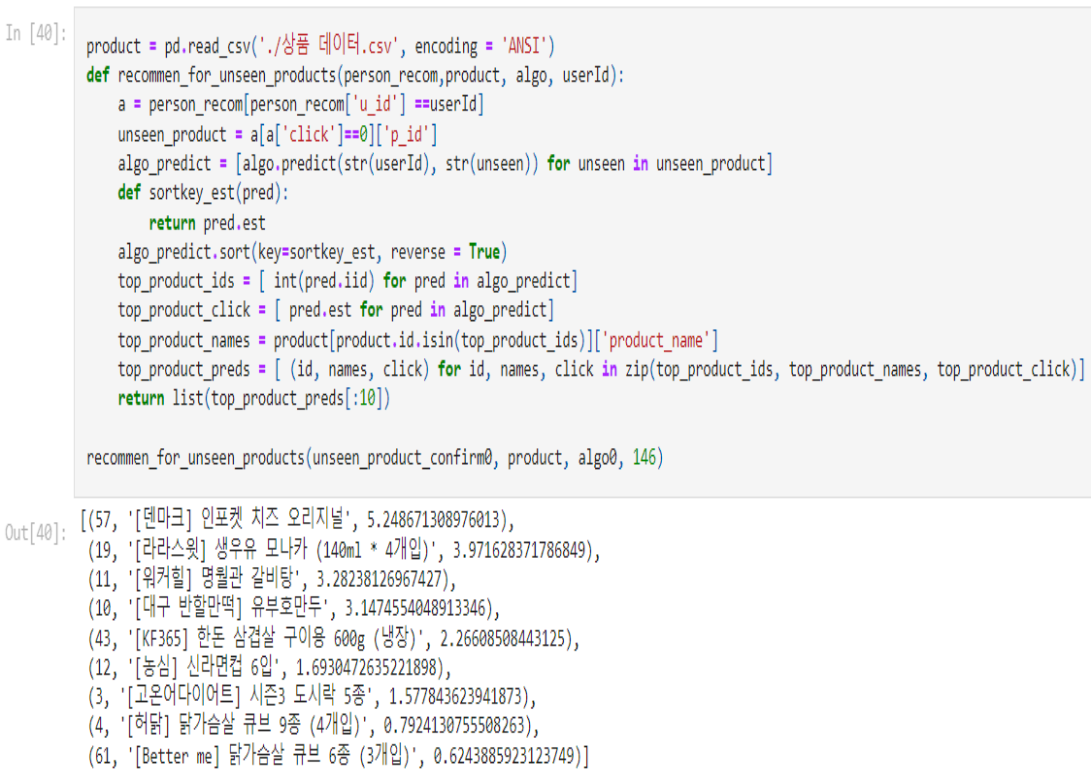 In [40]:
product = pd.read_csv('./상품 데이터.csv', encoding = 'ANSI')
def recommen_for_unseen_products(person_recom,product, algo, userId):
    a = person_recom[person_recom['u_id'] ==userId]
    unseen_product = a[a['click']==0]['p_id']
    algo_predict = [algo.predict(str(userId), str(unseen)) for unseen in unseen_product]
    def sortkey_est(pred):
        return pred.est
    algo_predict.sort(key=sortkey_est, reverse = True)
    top_product_ids = [ int(pred.iid) for pred in algo_predict]
    top_product_click = [ pred.est for pred in algo_predict]
    top_product_names = product[product.id.isin(top_product_ids)]['product_name']
    top_product_preds = [ (id, names, click) for id, names, click in zip(top_product_ids, top_product_names, top_product_click)]
    return list(top_product_preds[:10])
recommen_for_unseen_products(unseen_product_confirm0, product, algo0, 146)
Out[40]:
[(57, '[덴마크] 인포켓 치즈 오리지널', 5.248671308976013),
(19, '[라라스윗] 생우유 모나카 (140ml * 4개입)', 3.971628371786849),
(11, '[워커힐] 명월관 갈비탕', 3.28238126967427),
(10, '[대구 반할만떡] 유부호만두', 3.1474554048913346),
(43, '[KF365] 한돈 삼겹살 구이용 600g (냉장)', 2.26608508443125),
(12, '[농심] 신라면컵 6입', 1.6930472635221898),
(3, '[고온어다이어트] 시즌3 도시락 5종', 1.577843623941873),
(4, '[허닭] 닭가슴살 큐브 9종 (4개입)', 0.7924130755508263),
(61, '[Better me] 닭가슴살 큐브 6종 (3개입)', 0.6243885923123749)]